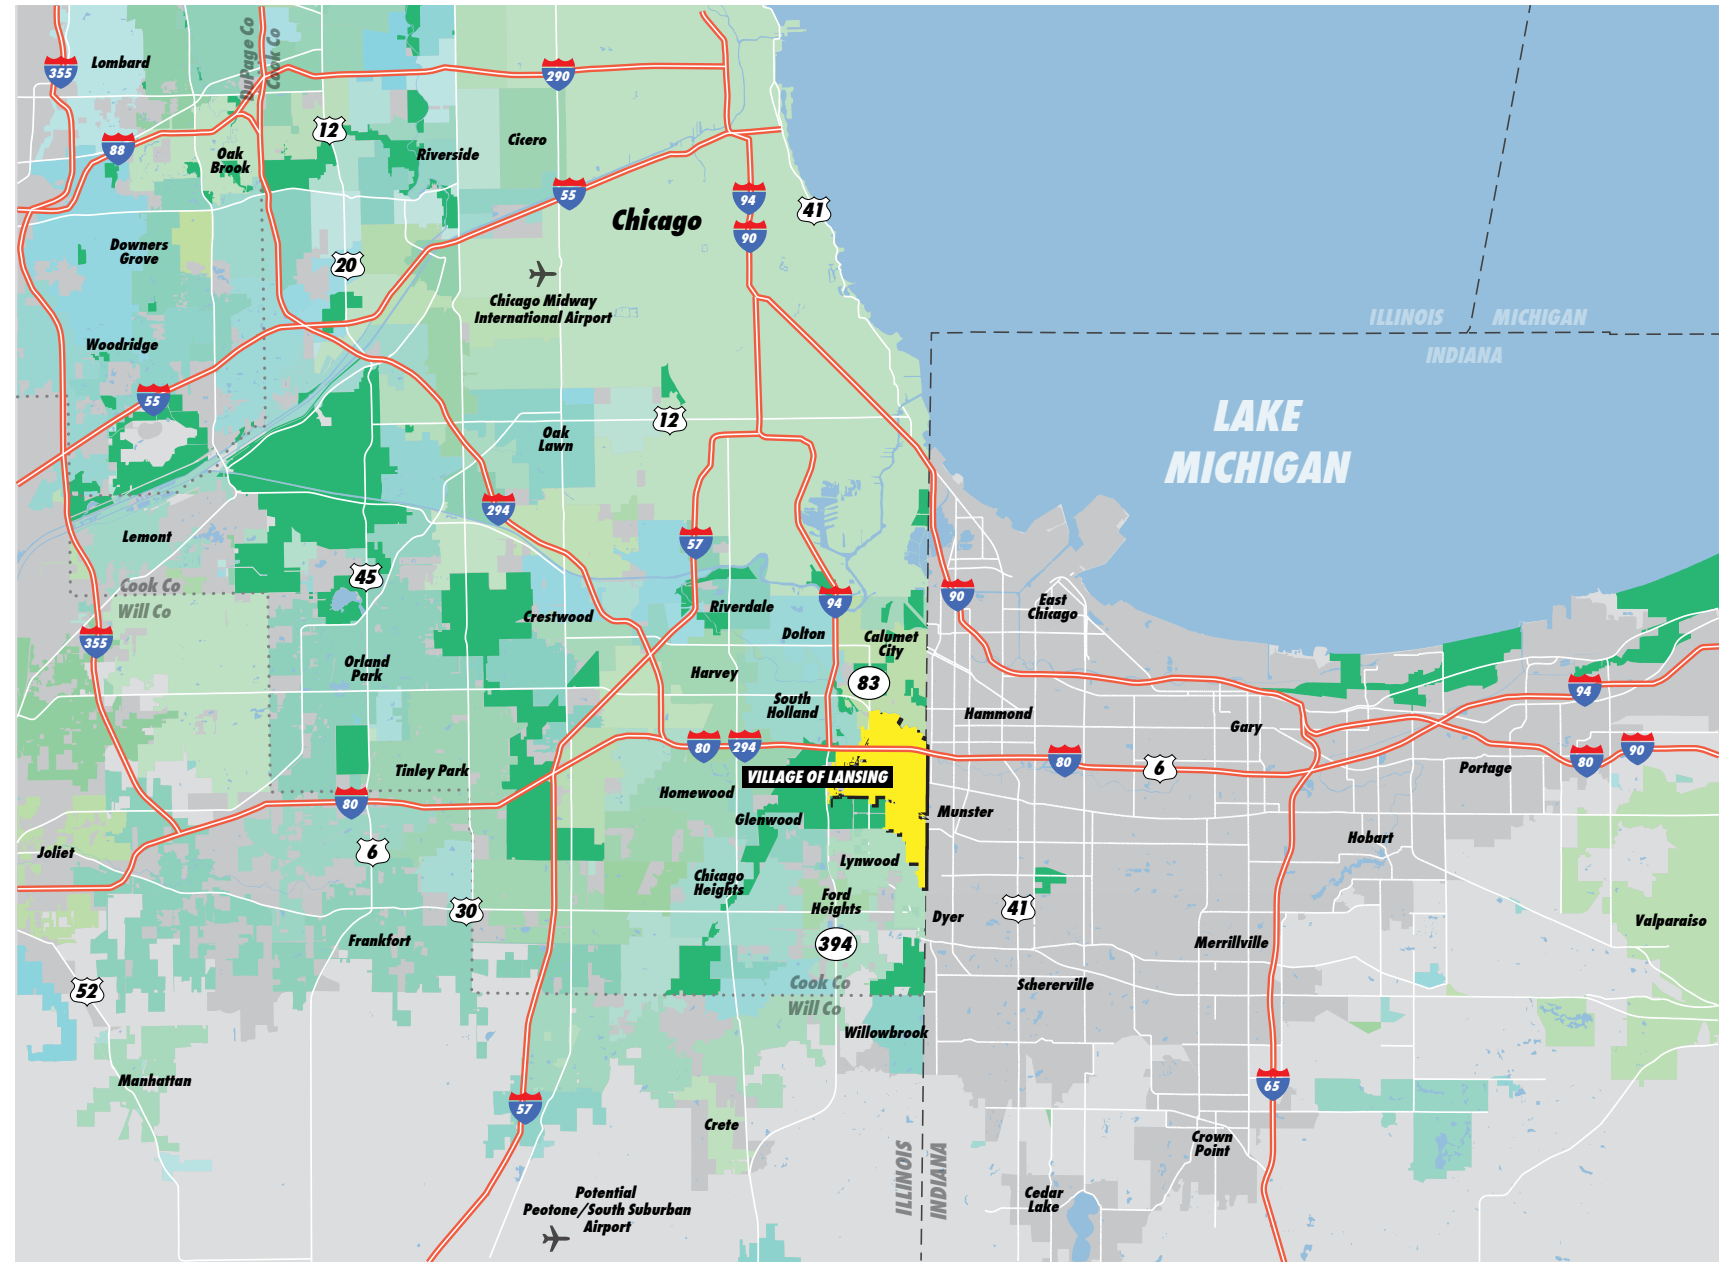 Lombard
DuPage Co
Cook Co
355
290
88
12
Oak
Brook
Riverside
Cicero
55
94
41
Chicago
90
Downers
Grove
20
Chicago Midway
International Airport
ILLINOIS
MICHIGAN
INDIANA
Woodridge
55
12
LAKE
MICHIGAN
Oak
Lawn
294
Lemont
57
45
Cook Co
Will Co
90
94
East
Chicago
Riverdale
Crestwood
Dolton
Calumet
City
355
Orland
Park
Harvey
83
94
South
Holland
Hammond
Gary
80
294
80
6
80
90
Portage
Tinley Park
VILLAGE OF LANSING
Homewood
80
Glenwood
Munster
Hobart
Joliet
6
Lynwood
Chicago
Heights
Ford
Heights
30
Dyer
41
Valparaiso
Frankfort
394
Merrillville
52
Cook Co
Will Co
Schererville
Willowbrook
Manhattan
57
65
Crete
Crown
Point
ILLINOIS
INDIANA
Cedar
Lake
Potential
Peotone/South Suburban
Airport